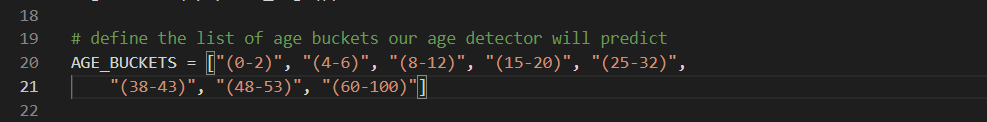 18
19 # define the list of age buckets our age detector will predict
20 AGE_BUCKETS = ["(0-2)", "(4-6)", "(8-12)", "(15-20)", "(25-32)",
21 "(38-43)", "(48-53)", "(60-100)"]
22